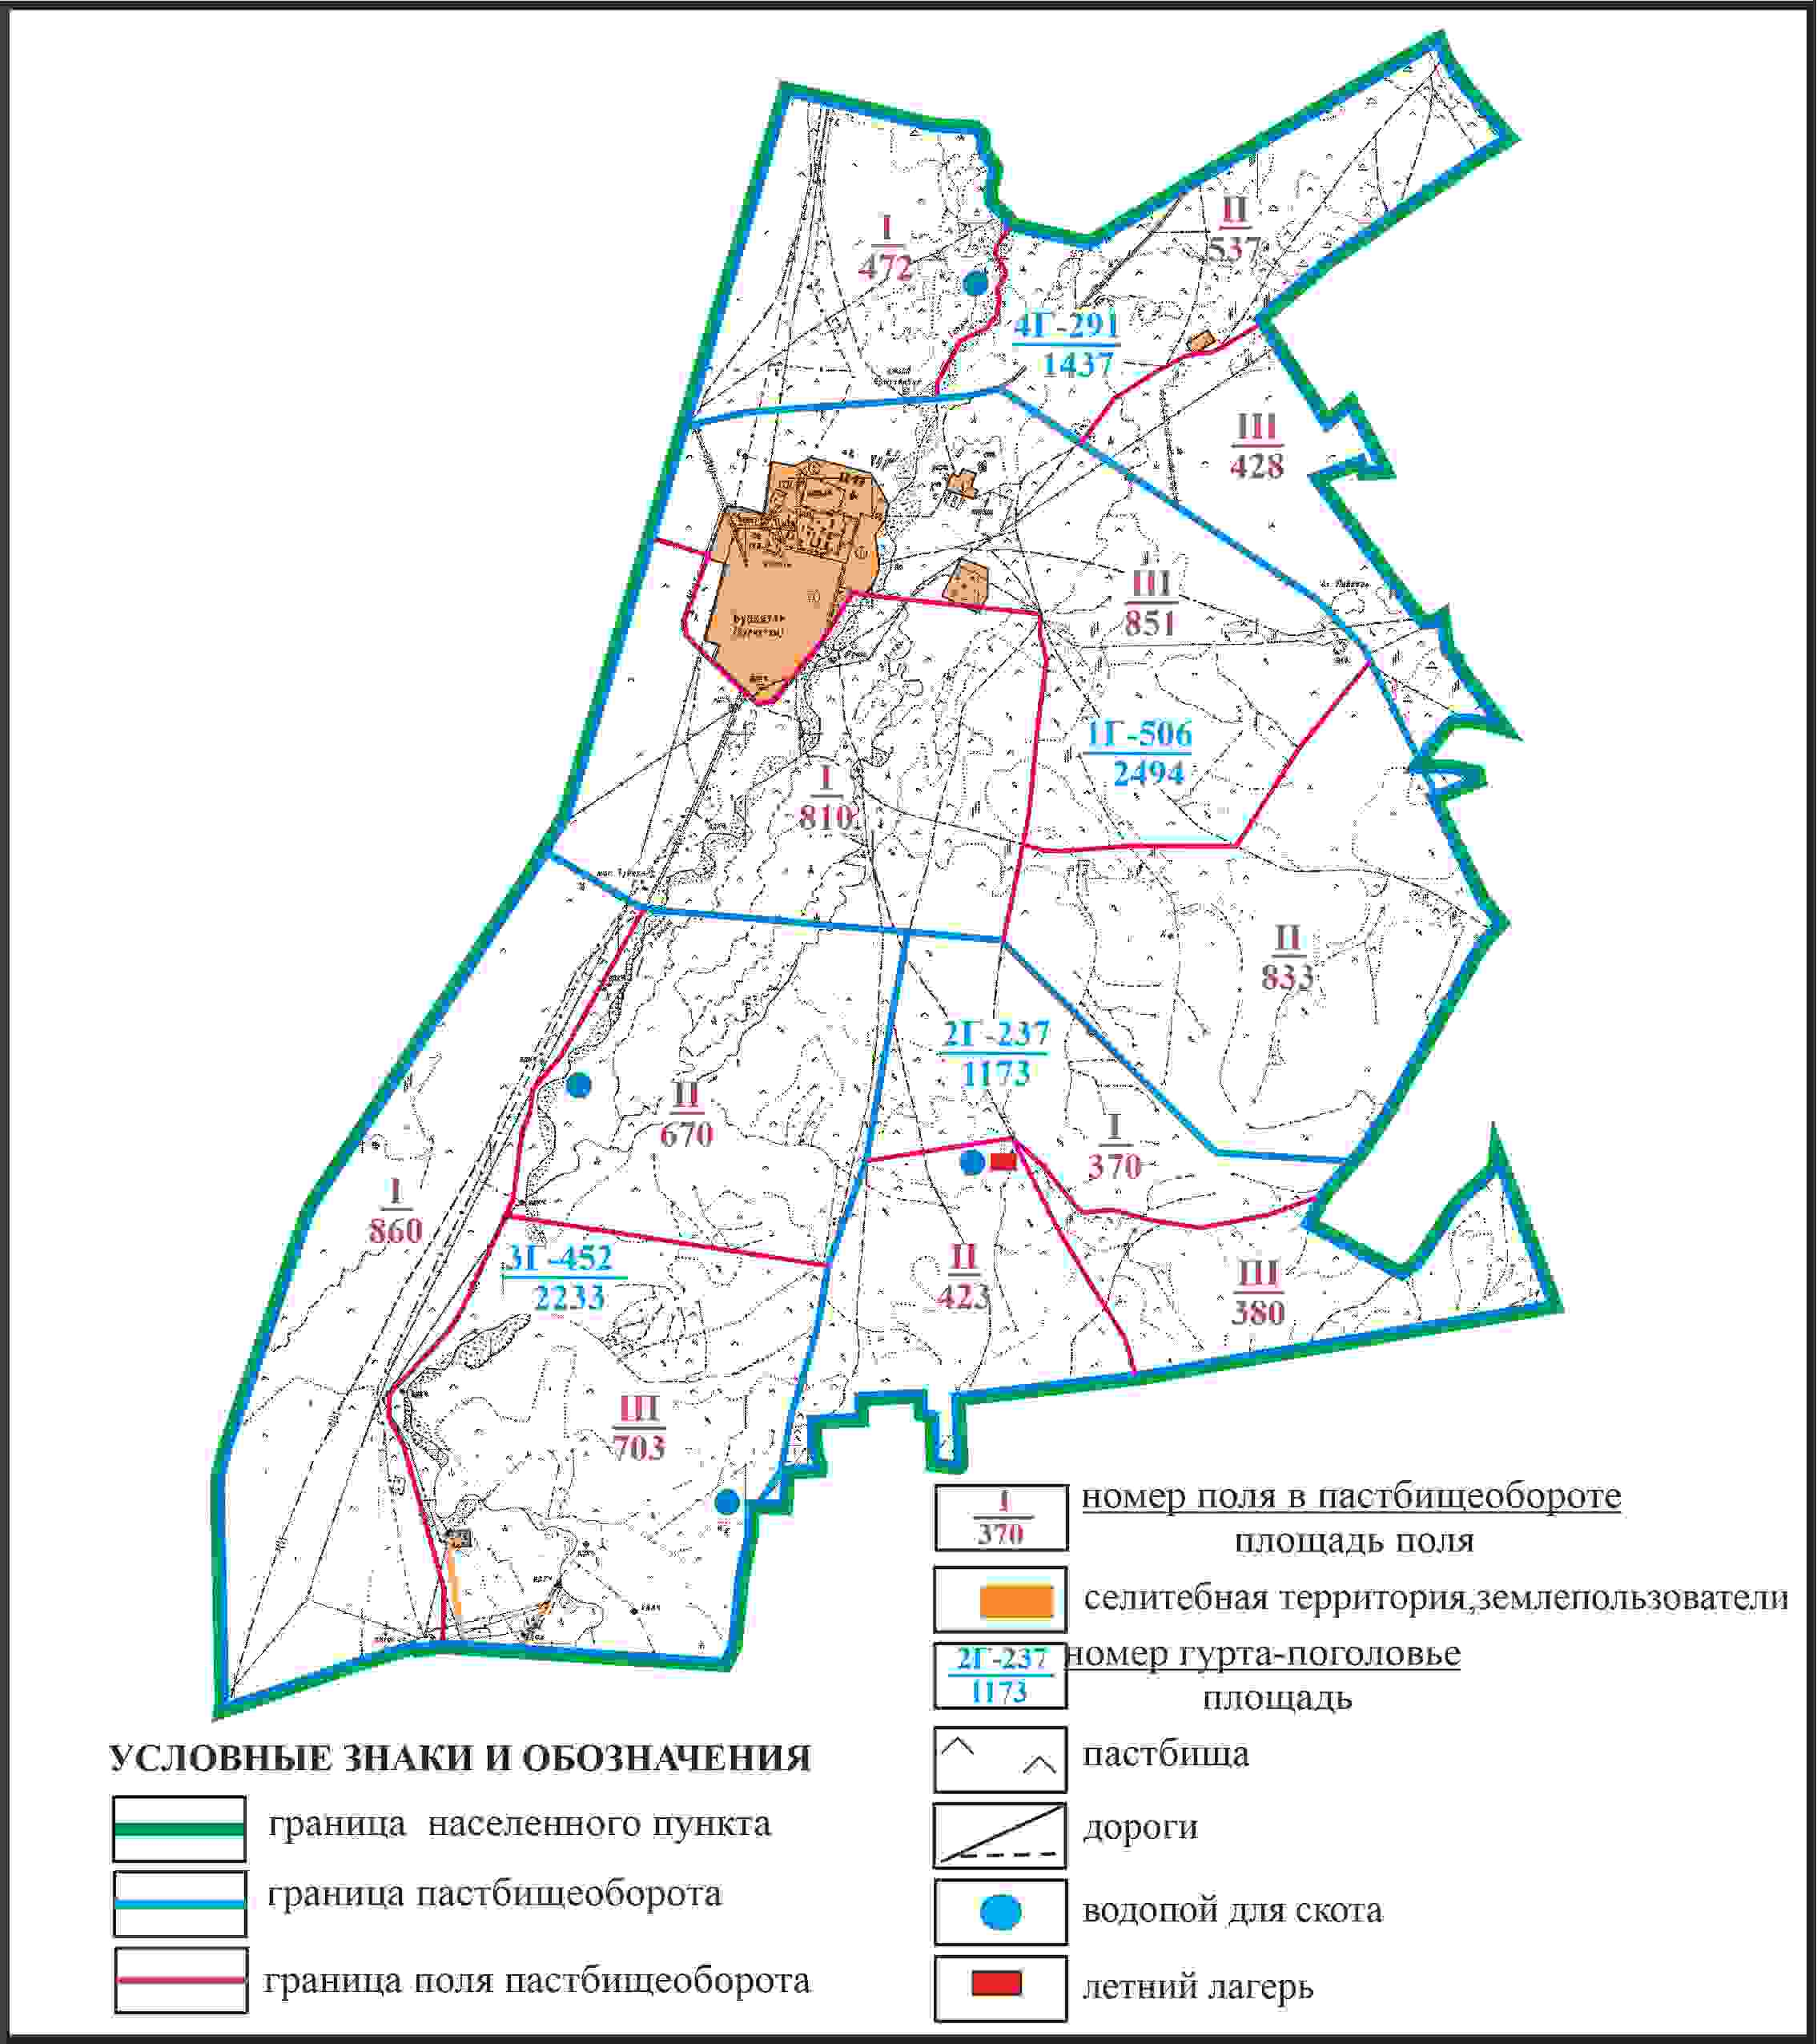 I
472
II
537
4Г-291
1437
III
428
III
851
1Г-506
2494
I
810
II
833
2Г-237
1173
II
670
I
370
I
860
3Г-452
2233
II
423
III
380
III
703
I
370
номер поля в пастбищеобороте
площадь поля
селитебная территория,землепользователи
2Г-237
1173
номер гурта-поголовье
площадь
УСЛОВНЫЕ ЗНАКИ И ОБОЗНАЧЕНИЯ
пастбища
граница населенного пункта
дороги
граница пастбищеоборота
водопой для скота
граница поля пастбищеоборота
летний лагерь